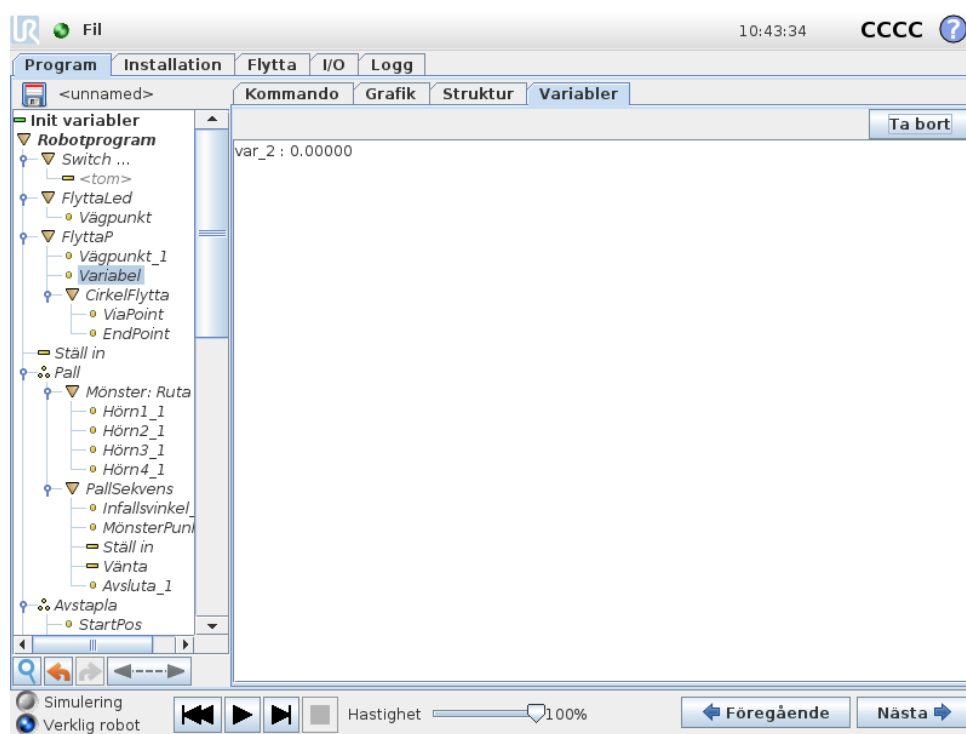 Fil 10:43:34 CCCC ?
Program Installation Flytta I/O Logg
<unnamed> Kommando Grafik Struktur Variabler
Ta bort
Init variabler
Robotprogram
Switch ...
<tom>
FlyttaLed
Vägpunkt
FlyttaP
Vägpunkt_1
Variabel
CirkelFlytta
ViaPoint
EndPoint
Ställ in
Pall
Mönster: Ruta
Hörn1_1
Hörn2_1
Hörn3_1
Hörn4_1
PallSekvens
Infallsvinkel_
MönsterPunl
Ställ in
Vänta
Avsluta_1
Avstapla
StartPos
var_2 : 0.00000
Simulering
Verklig robot
Hastighet 100%
Föregående Nästa